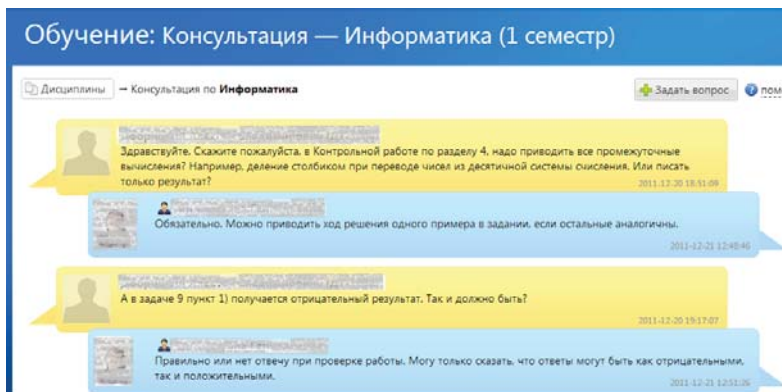 Обучение: Консультация — Информатика (1 семестр)
Дисциплины → Консультация по Информатика
Задать вопрос
пом
Здравствуйте. Скажите пожалуйста, в Контрольной работе по разделу 4, надо приводить все промежуточные
вычисления? Например, деление столбиком при переводе чисел из десятичной системы счисления. Или писать
только результат?
2011-12-20 18:51:09
Обязательно. Можно приводить ход решения одного примера в задании, если остальные аналогичны.
2011-12-21 12:48:46
А в задаче 9 пункт 1) получается отрицательный результат. Так и должно быть?
2011-12-20 19:17:07
Правильно или нет отвечу при проверке работы. Могу только сказать, что ответы могут быть как отрицательными,
так и положительными.
2011-12-21 12:51:26